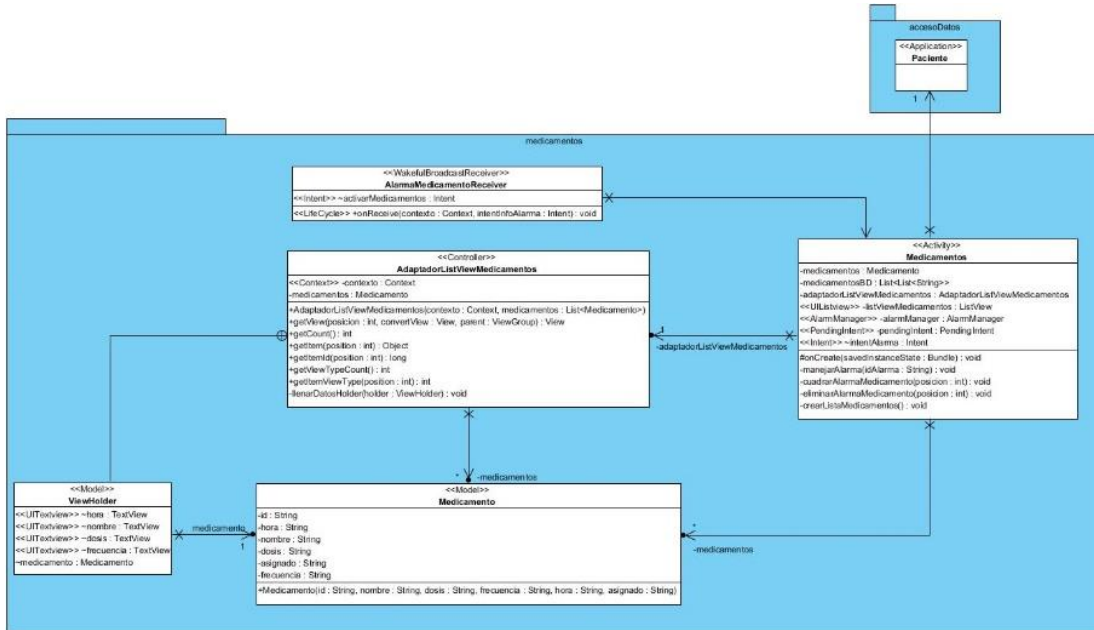 accesoDatos
<<Application>>
Paciente
1
medicamentos
<<WakefulBroadcastReceiver>>
AlarmaMedicamentoReceiver
<<Intent>> ~activarMedicamentos : Intent
<<LifeCycle>> +onReceive(contexto : Context, intentInfoAlarma : Intent) : void
<<Activity>>
Medicamentos
-medicamentos : Medicamento
-medicamentosBD : List<List<String>>
-adaptadorListViewMedicamentos : AdaptadorListViewMedicamentos
<<UIListview>> -listViewMedicamentos : ListView
<<AlarmManager>> -alarmManager : AlarmManager
<<PendingIntent>> -pendingIntent : PendingIntent
<<Intent>> ~intentAlarma : Intent
#onCreate(savedInstanceState : Bundle) : void
-manejarAlarma(idAlarma : String) : void
-cuadrarAlarmaMedicamento(posicion : int) : void
-eliminarAlarmaMedicamento(posicion : int) : void
-crearListaMedicamentos() : void
<<Controller>>
AdaptadorListViewMedicamentos
<<Context>> -contexto : Context
-medicamentos : Medicamento
+AdaptadorListViewMedicamentos(contexto : Context, medicamentos : List<Medicamento>)
+getView(posicion : int, convertView : View, parent : ViewGroup) : View
+getCount() : int
+getItem(position : int) : Object
+getItemId(position : int) : long
+getViewTypeCount() : int
+getItemViewType(position : int) : int
-llenarDatosHolder(holder : ViewHolder) : void
1
-adaptadorListViewMedicamentos
*
-medicamentos
<<Model>>
ViewHolder
<<UITextview>> ~hora : TextView
<<UITextview>> ~nombre : TextView
<<UITextview>> ~dosis : TextView
<<UITextview>> ~frecuencia : TextView
~medicamento : Medicamento
medicamento
1
<<Model>>
Medicamento
-id : String
-hora : String
-nombre : String
-dosis : String
-asignado : String
-frecuencia : String
+Medicamento(id : String, nombre : String, dosis : String, frecuencia : String, hora : String, asignado : String)
*
-medicamentos